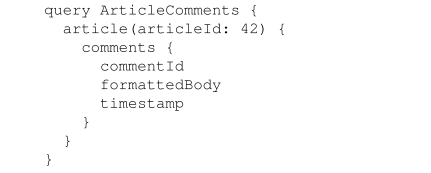 query ArticleComments {
  article(articleId: 42) {
    comments {
      commentId
      formattedBody
      timestamp
    }
  }
}